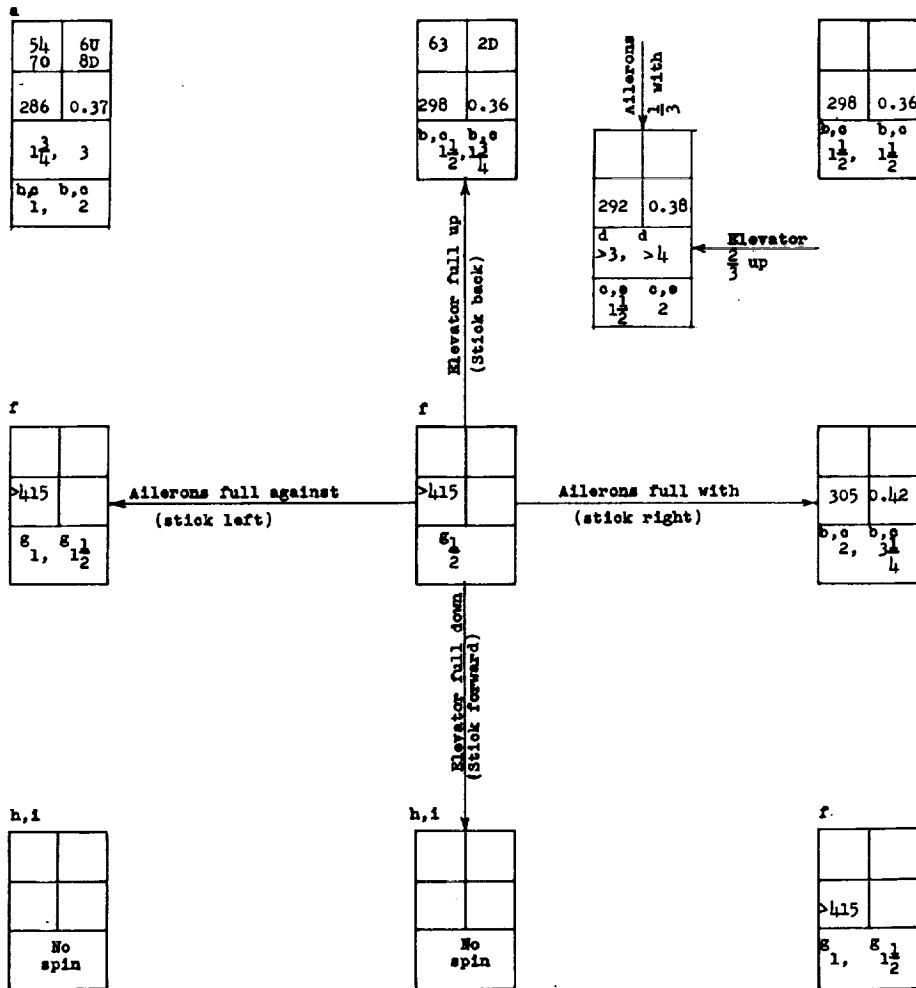 a
54 6U
70 8D
286 0.37
1 3/4, 3
b,c b,c
1, 2
63 2D
298 0.36
b,c b,c
1 1/2, 1 3/4
Ailerons
1/3 with
292 0.38
d d
>3, >4
c,e c,e
1 1/2 2
Elevator
2/3 up
298 0.36
b,c b,c
1 1/2, 1 1/2
Elevator full up
(Stick back)
f
>415
g g
1, 1 1/2
Ailerons full against
(stick left)
f
>415
g
1/2
Ailerons full with
(stick right)
305 0.42
b,c b,c
2, 3 1/4
Elevator full down
(Stick forward)
h,i
No
spin
h,i
No
spin
f
>415
g g
1, 1 1/2